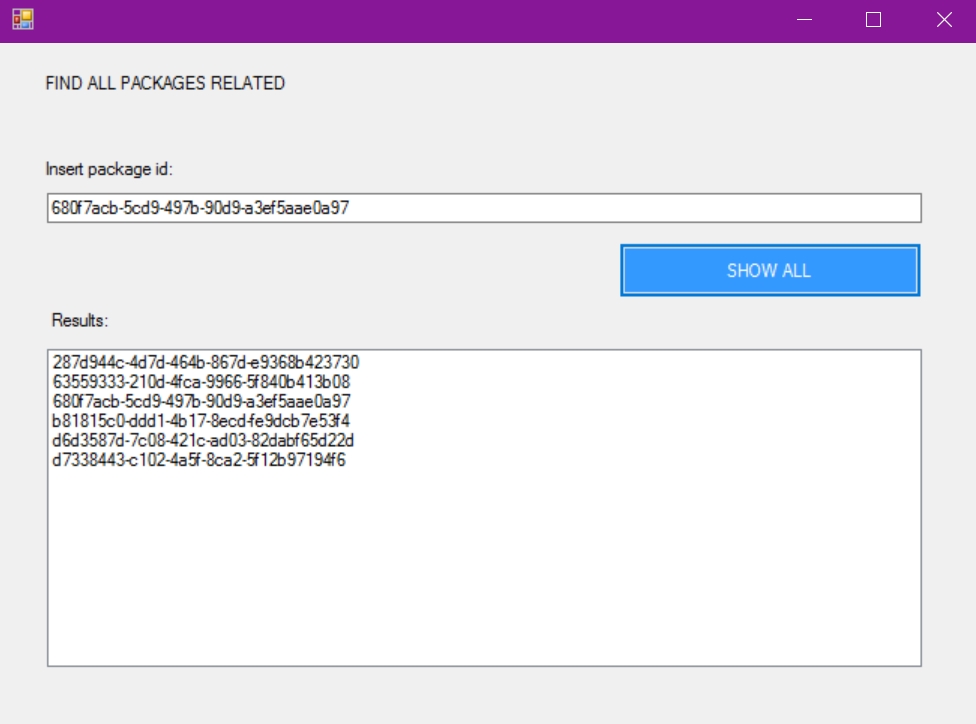 FIND ALL PACKAGES RELATED
Insert package id:
680f7acb-5cd9-497b-90d9-a3ef5aae0a97
SHOW ALL
Results:
287d944c-4d7d-464b-867d-e9368b423730
63559333-210d-4fca-9966-5f840b413b08
680f7acb-5cd9-497b-90d9-a3ef5aae0a97
b81815c0-ddd1-4b17-8ecd-fe9dcb7e53f4
d6d3587d-7c08-421c-ad03-82dabf65d22d
d7338443-c102-4a5f-8ca2-5f12b97194f6